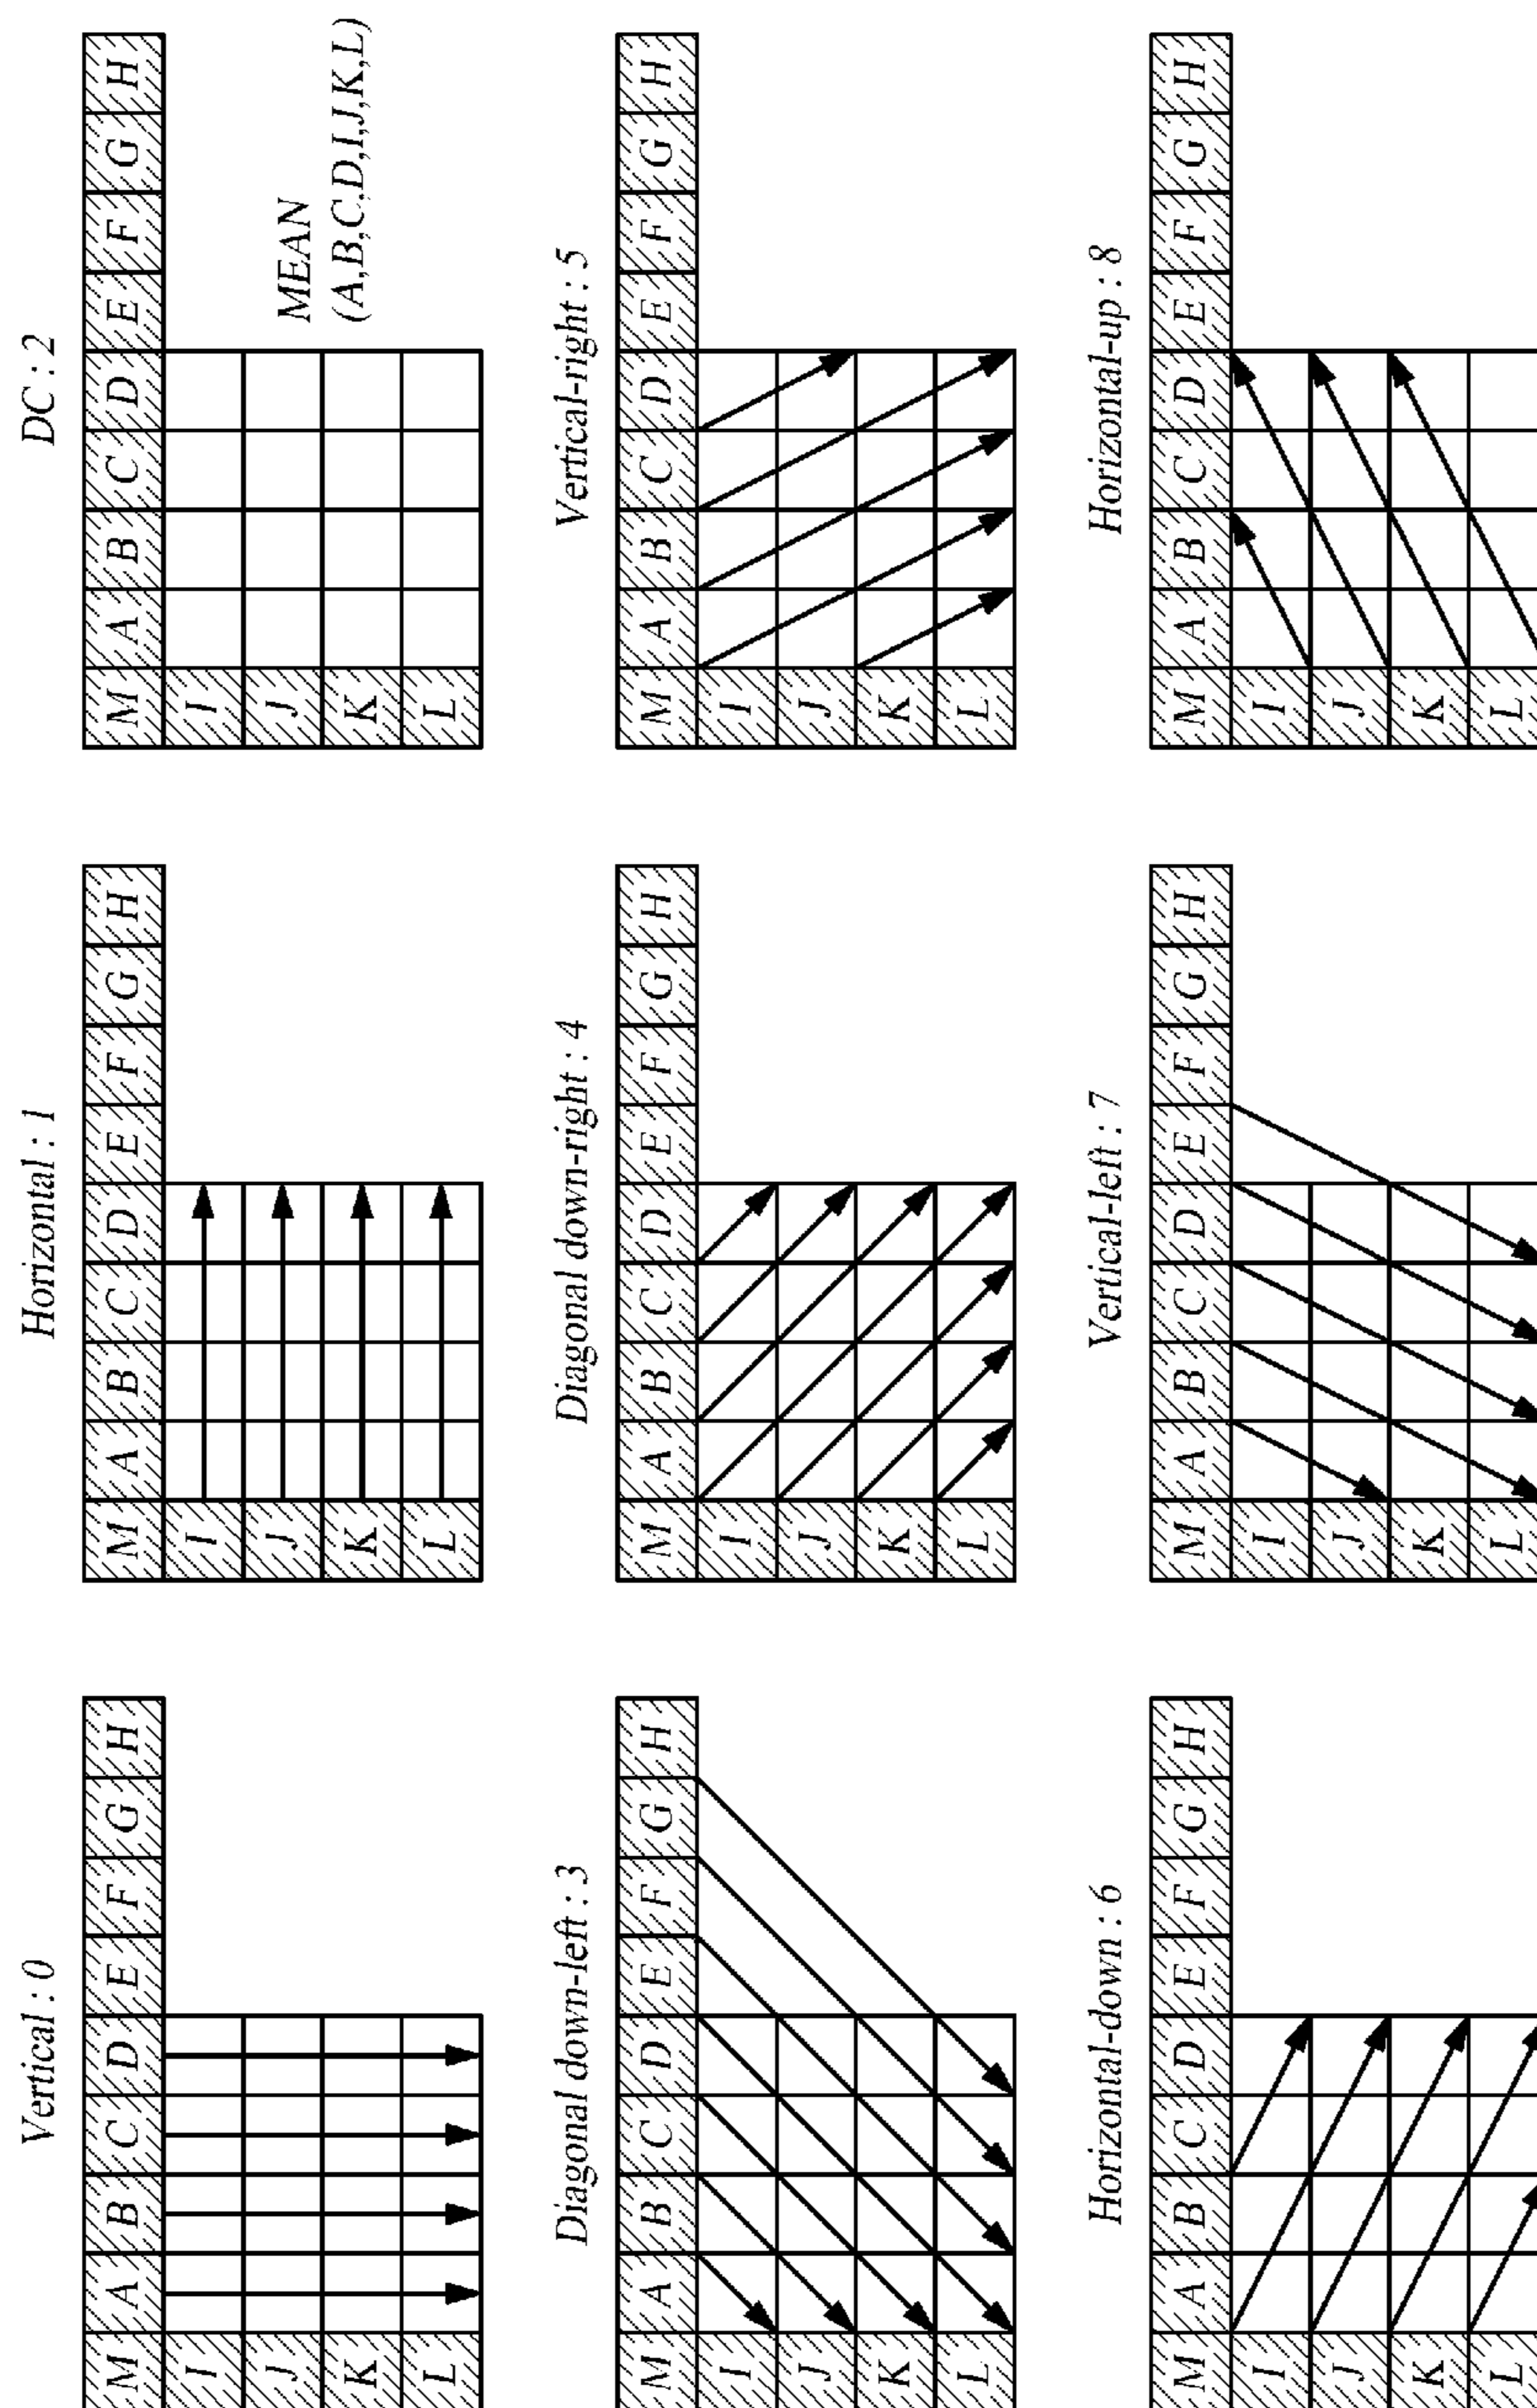 Vertical : 0
M A B C D E F G H
I
J
K
L
Horizontal : 1
M A B C D E F G H
I
J
K
L
DC : 2
M A B C D E F G H
I
J
K
L
MEAN
(A,B,C,D,I,J,K,L)
Diagonal down-left : 3
M A B C D E F G H
I
J
K
L
Diagonal down-right : 4
M A B C D E F G H
I
J
K
L
Vertical-right : 5
M A B C D E F G H
I
J
K
L
Horizontal-down : 6
M A B C D E F G H
I
J
K
L
Vertical-left : 7
M A B C D E F G H
I
J
K
L
Horizontal-up : 8
M A B C D E F G H
I
J
K
L